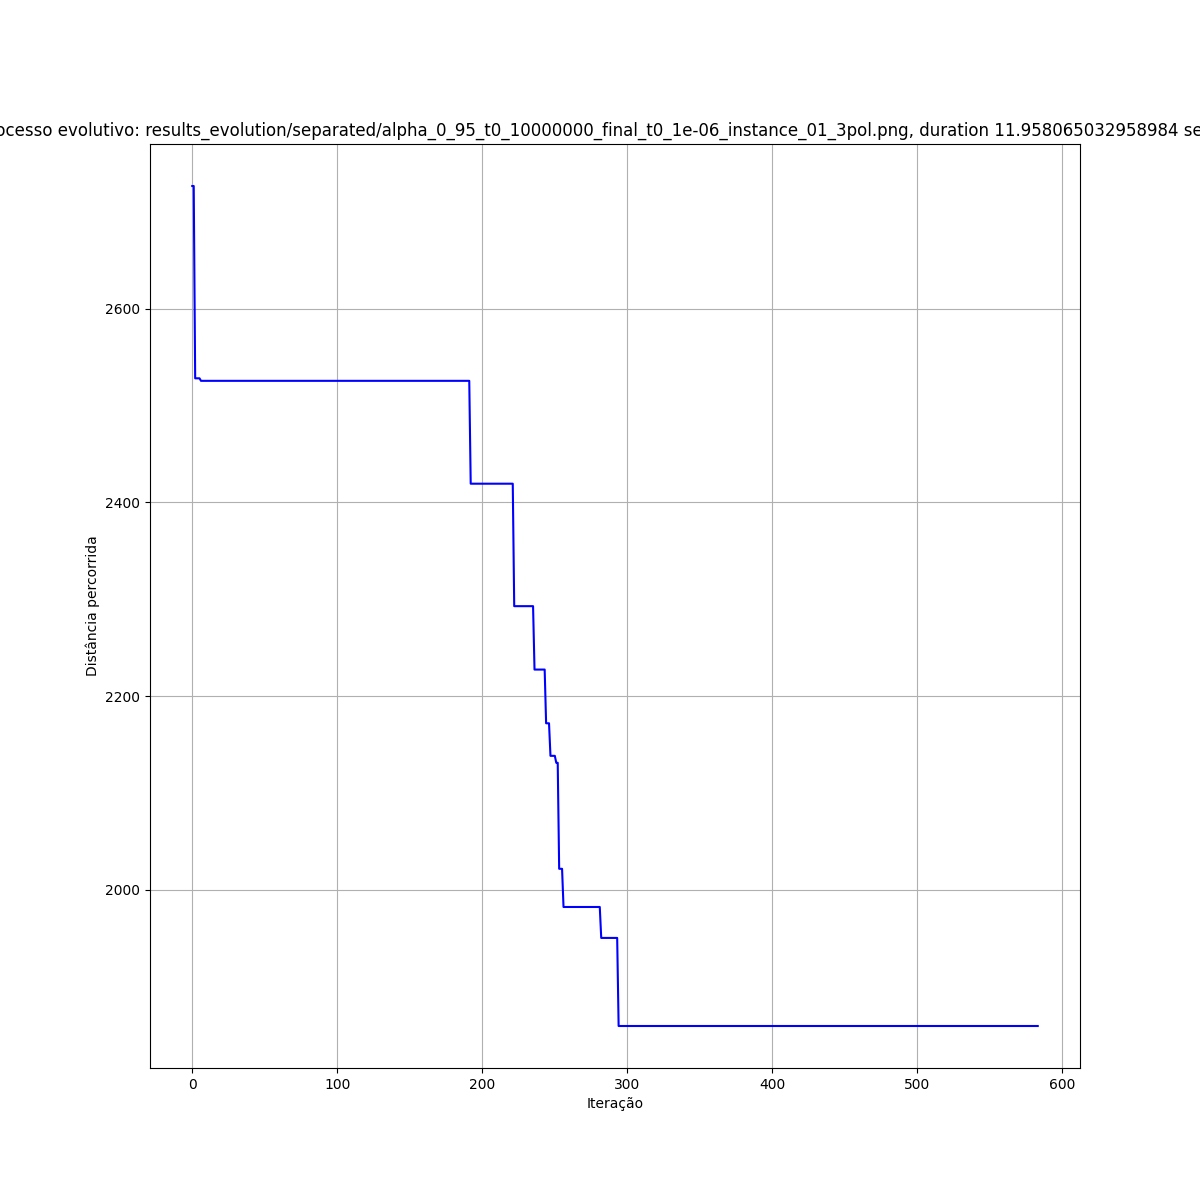 ocesso evolutivo: results_evolution/separated/alpha_0_95_t0_10000000_final_t0_1e-06_instance_01_3pol.png, duration 11.958065032958984 se
2600
2400
2200
2000
Distância percorrida
0 100 200 300 400 500 600
Iteração